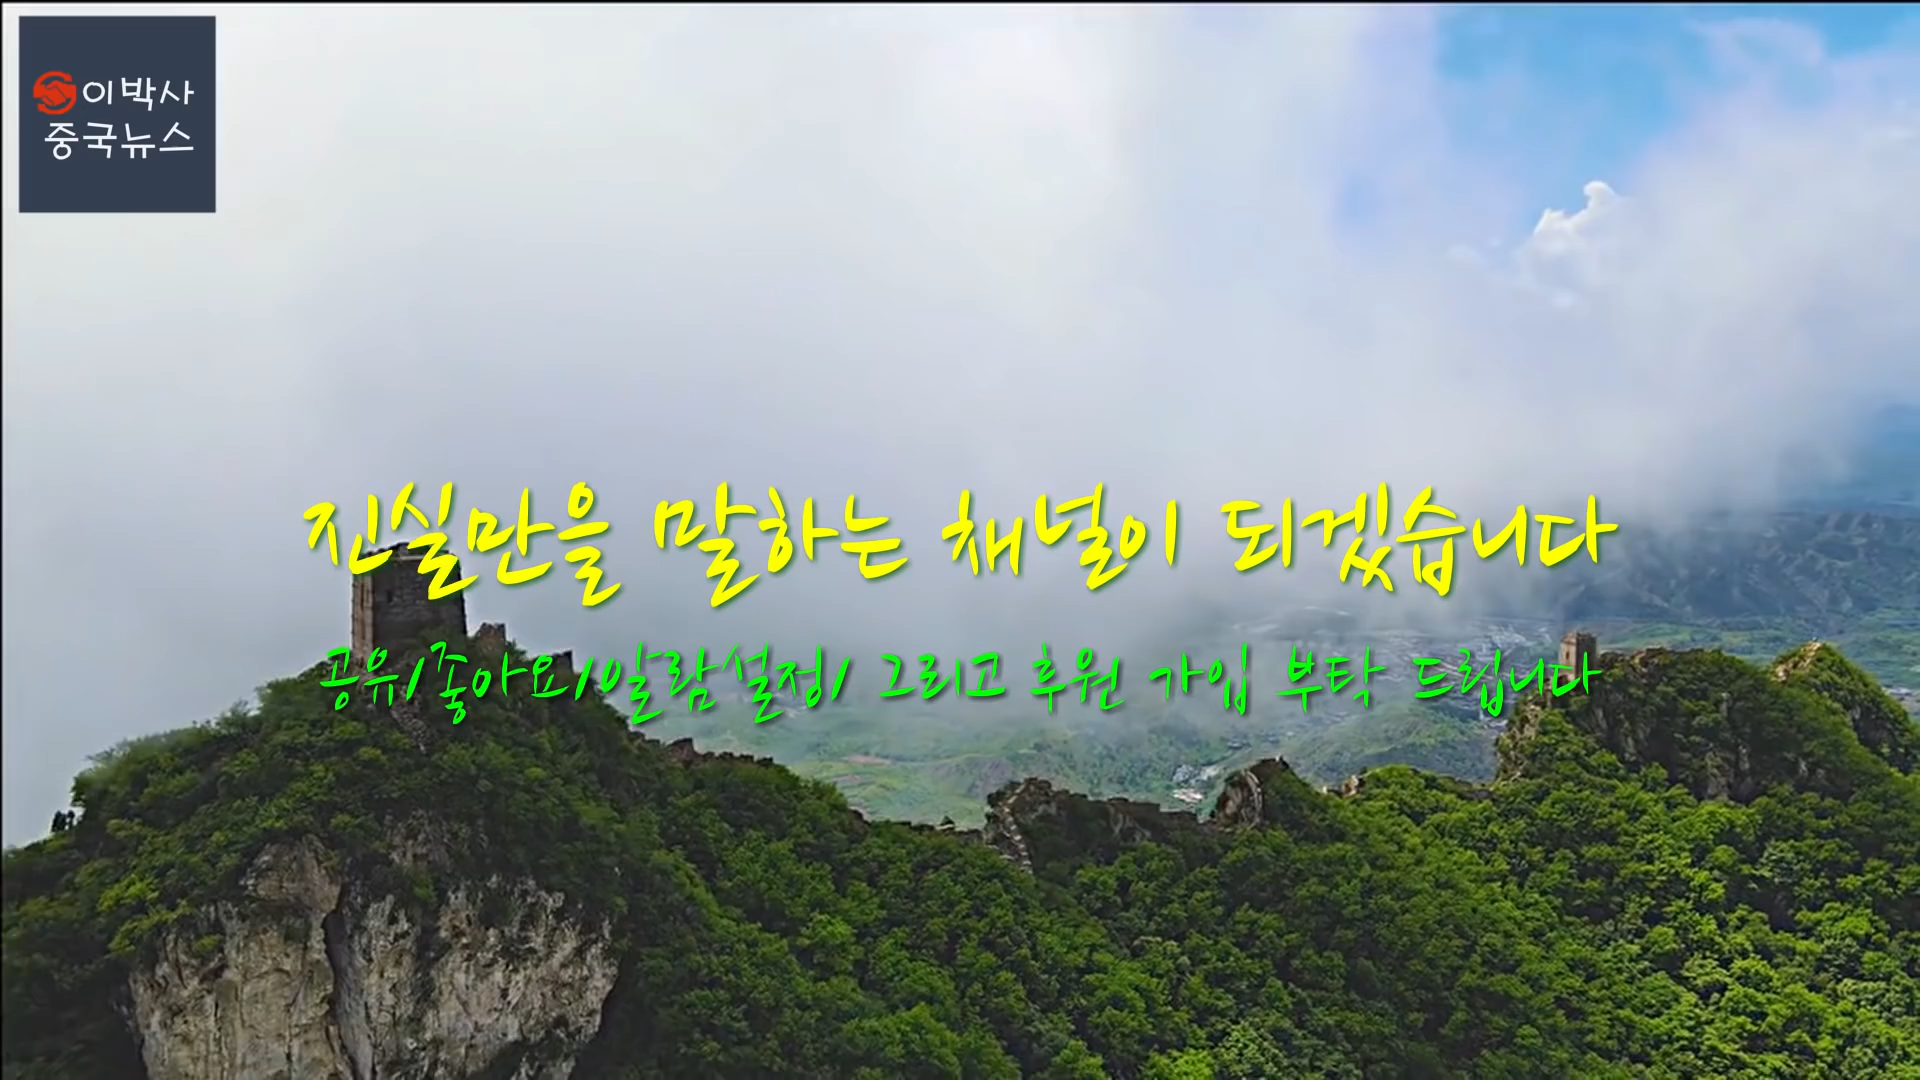 이박사
중국뉴스
진실만을 말하는 채널이 되겠습니다
공유/좋아요/알람설정/ 그리고 후원 가입 부탁 드립니다